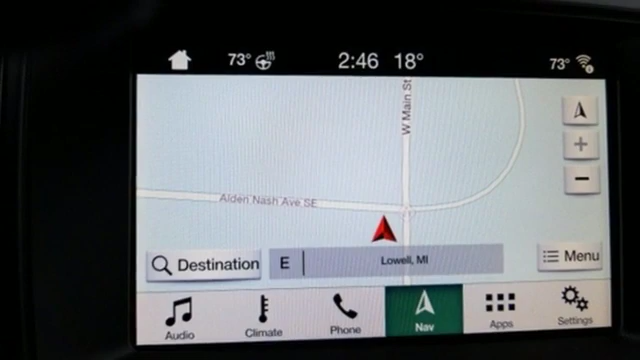 73° 2:46 18° 73°
W Main St
Alden Nash Ave SE
Destination
E
Lowell, MI
Menu
Audio
Climate
Phone
Nav
Apps
Settings